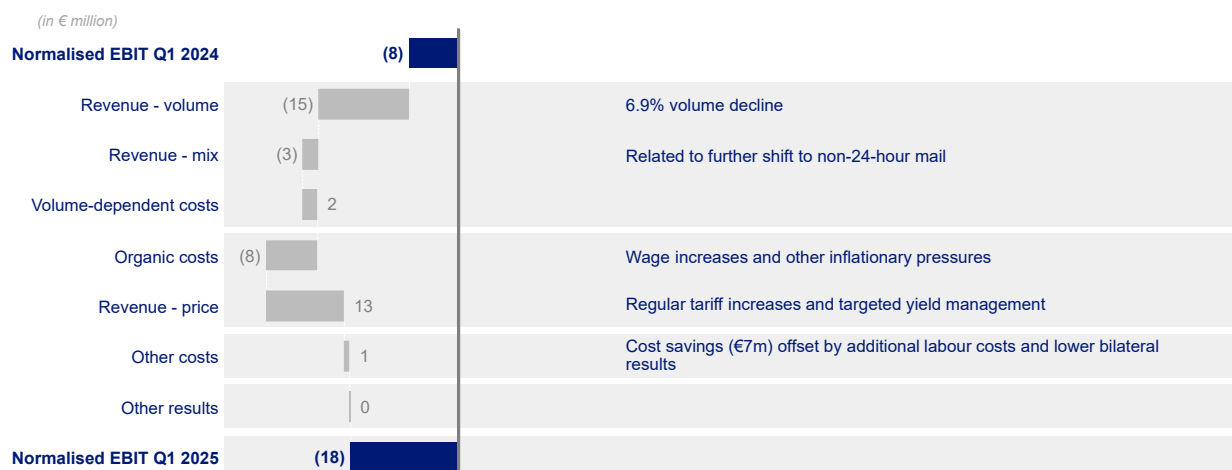 (in € million)
Normalised EBIT Q1 2024 (8)
Revenue - volume (15) 6.9% volume decline
Revenue - mix (3) Related to further shift to non-24-hour mail
Volume-dependent costs 2
Organic costs (8) Wage increases and other inflationary pressures
Revenue - price 13 Regular tariff increases and targeted yield management
Other costs 1 Cost savings (€7m) offset by additional labour costs and lower bilateral
results
Other results 0
Normalised EBIT Q1 2025 (18)